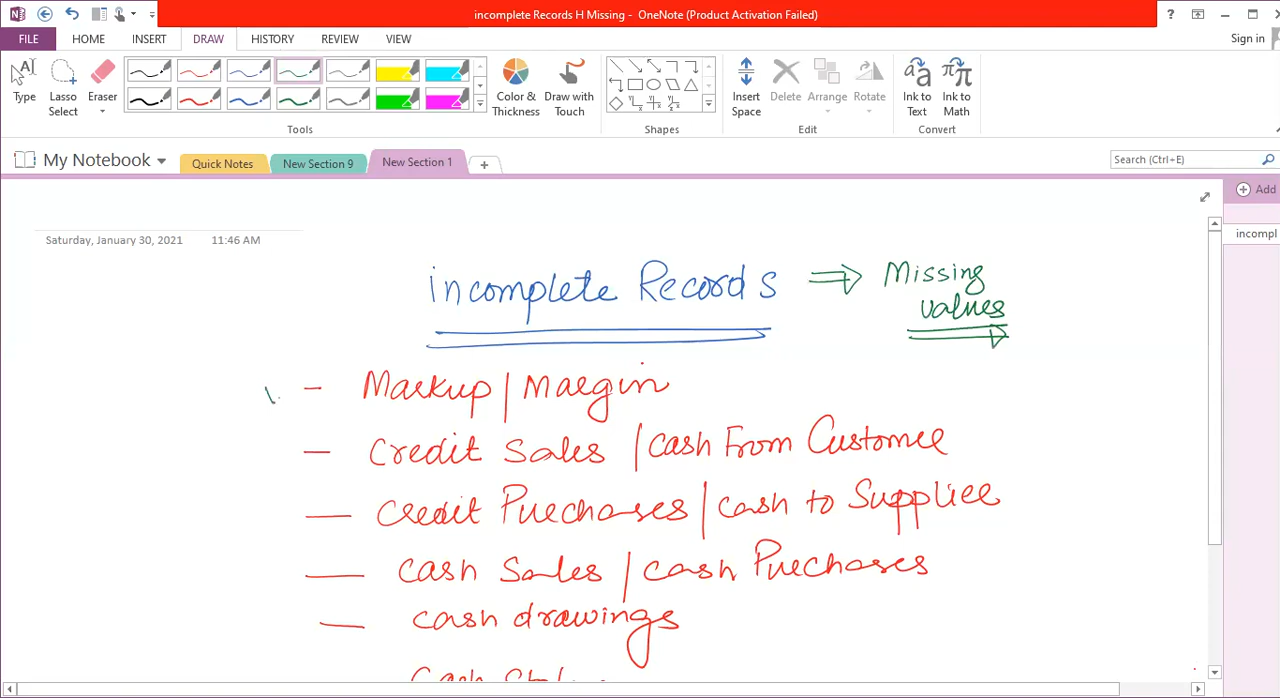 incomplete Records H Missing - OneNote (Product Activation Failed)
FILE HOME INSERT DRAW HISTORY REVIEW VIEW Sign in
Type Lasso Select Eraser Color & Thickness Draw with Touch Insert Space Delete Arrange Rotate Ink to Text Ink to Math
Tools Shapes Edit Convert
My Notebook Quick Notes New Section 9 New Section 1 Search (Ctrl+E)
Add
incompl
Saturday, January 30, 2021 11:46 AM
incomplete Records ⇒ Missing
values
- Markup | Margin
- Credit Sales | Cash From Customer
- Credit Purchases | cash to Supplier
- Cash Sales | cash Purchases
- cash drawings
Cash